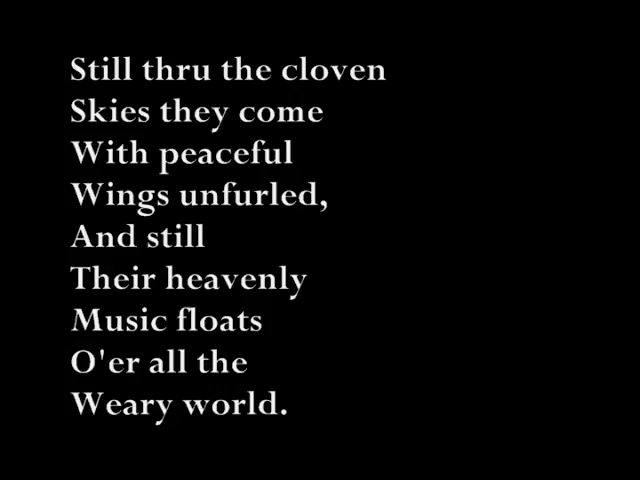 Still thru the cloven
Skies they come
With peaceful
Wings unfurled,
And still
Their heavenly
Music floats
O'er all the
Weary world.